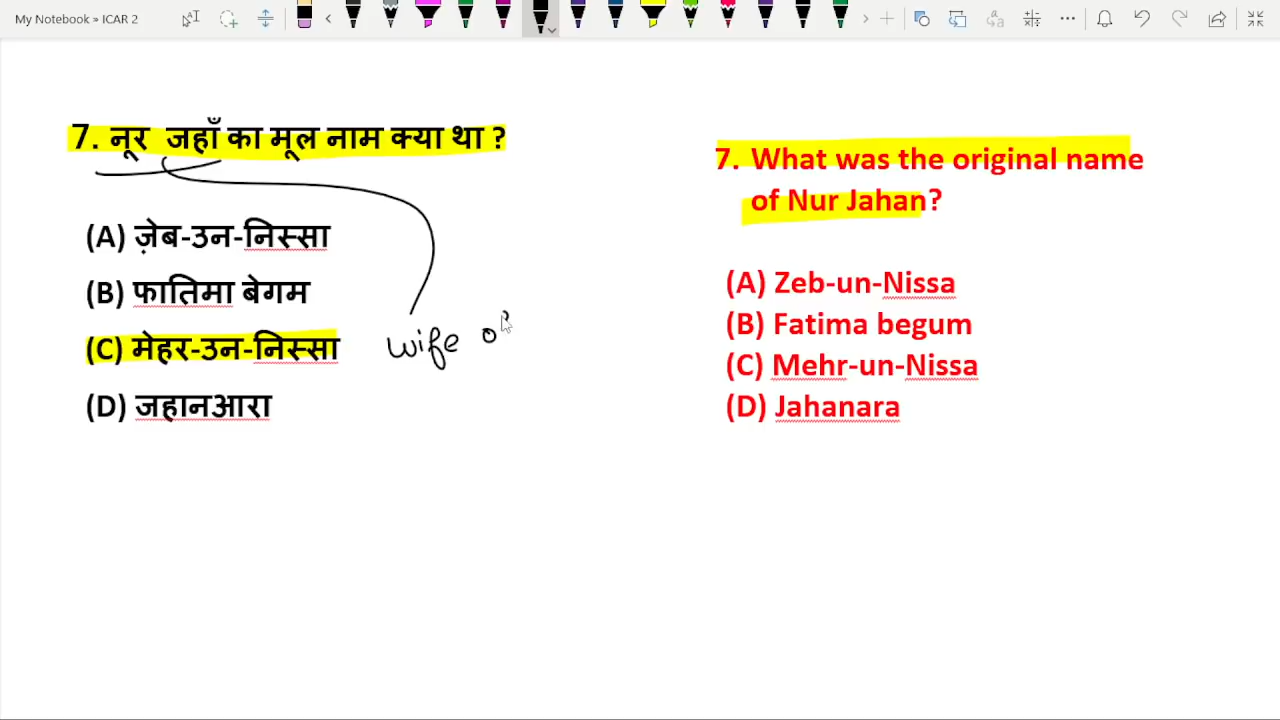 My Notebook » ICAR 2
7. नूर जहाँ का मूल नाम क्या था ?
(A) ज़ेब-उन-निस्सा
(B) फातिमा बेगम
(C) मेहर-उन-निस्सा
(D) जहानआरा
wife
7. What was the original name
of Nur Jahan?
(A) Zeb-un-Nissa
(B) Fatima begum
(C) Mehr-un-Nissa
(D) Jahanara